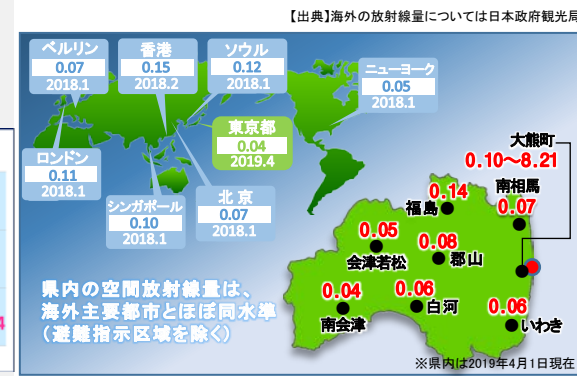 【出典】海外の放射線量については日本政府観光局
ベルリン
0.07
2018.1
香港
0.15
2018.2
ソウル
0.12
2018.1
ニューヨーク
0.05
2018.1
東京都
0.04
2019.4
ロンドン
0.11
2018.1
シンガポール
0.10
2018.1
北京
0.07
2018.1
大熊町
0.10〜8.21
南相馬
0.07
0.14
福島
0.05
会津若松
0.08
郡山
0.04
南会津
0.06
白河
0.06
いわき
県内の空間放射線量は、
海外主要都市とほぼ同水準
（避難指示区域を除く）
※県内は2019年4月1日現在
4